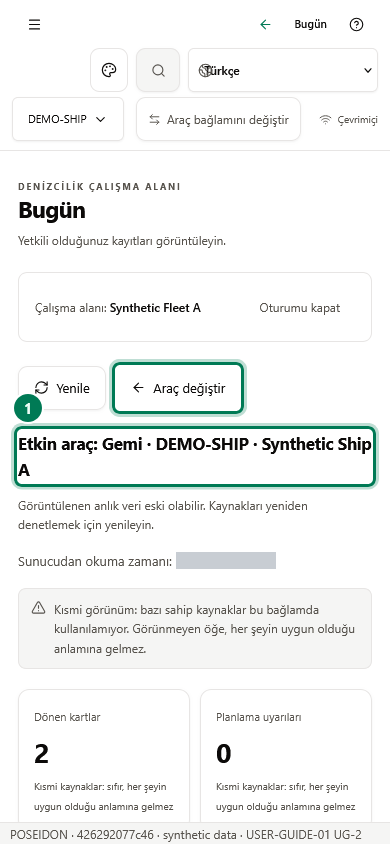 Bugün
Türkçe
DEMO-SHIP
Araç bağlamını değiştir
Çevrimiçi
DENİZCİLİK ÇALIŞMA ALANI
Bugün
Yetkili olduğunuz kayıtları görüntüleyin.
Çalışma alanı: Synthetic Fleet A
Oturumu kapat
Yenile
Araç değiştir
1
Etkin araç: Gemi · DEMO-SHIP · Synthetic Ship
A
Görüntülenen anlık veri eski olabilir. Kaynakları yeniden
denetlemek için yenileyin.
Sunucudan okuma zamanı:
Kısmi görünüm: bazı sahip kaynaklar bu bağlamda
kullanılamıyor. Görünmeyen öğe, her şeyin uygun olduğu
anlamına gelmez.
Dönen kartlar
2
Kısmi kaynaklar: sıfır, her şeyin
uygun olduğu anlamına gelmez
Planlama uyarıları
0
Kısmi kaynaklar: sıfır, her şeyin
uygun olduğu anlamına gelmez
POSEIDON · 426292077c46 · synthetic data · USER-GUIDE-01 UG-2